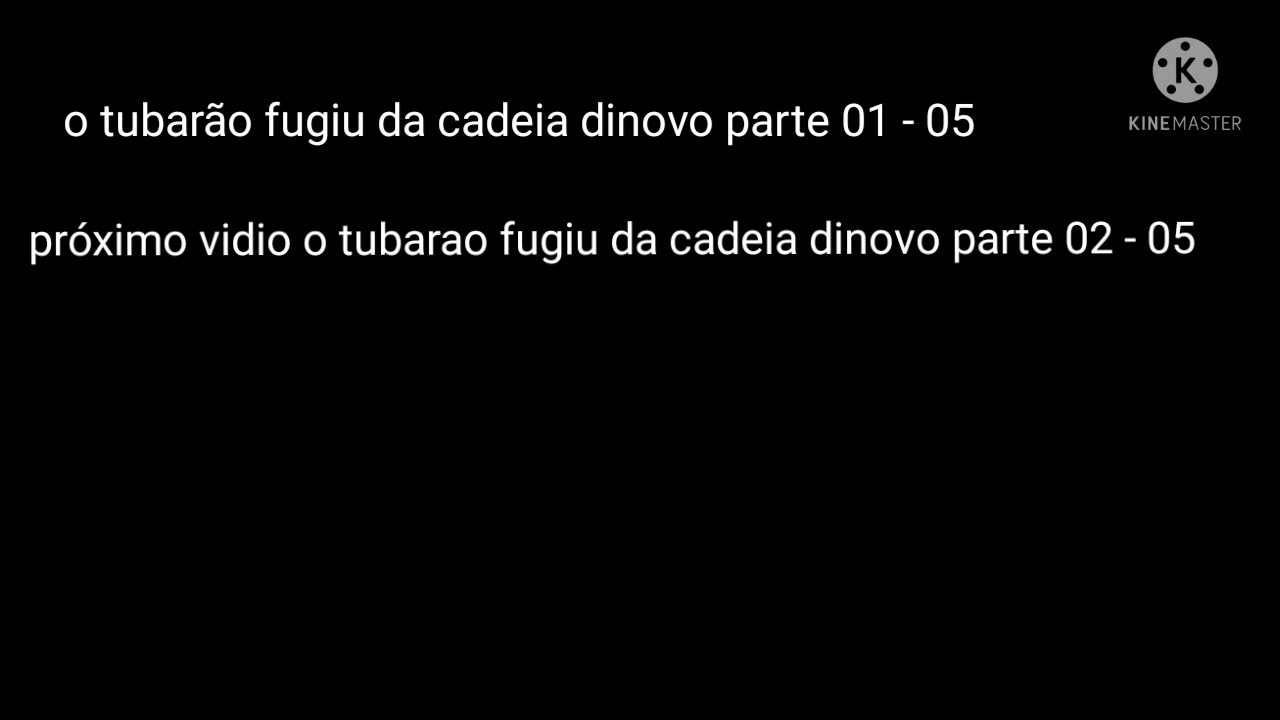 o tubarão fugiu da cadeia dinovo parte 01 - 05
K
KINEMASTER
próximo vidio o tubarao fugiu da cadeia dinovo parte 02 - 05